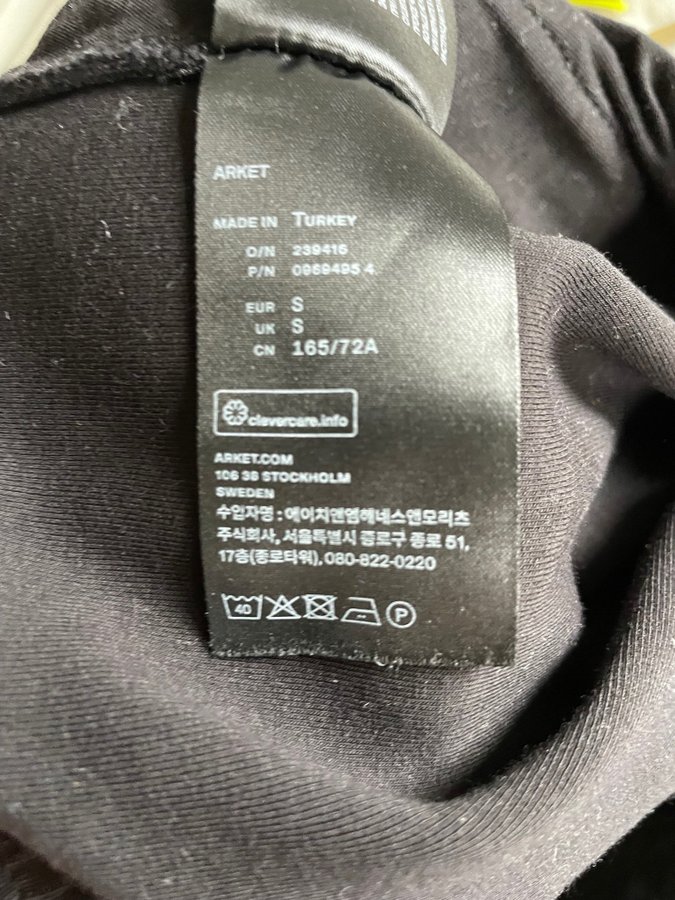 ARKET
MADE IN TURKEY
O/N 239416
P/N 0969495 4
EUR S
UK S
CN 165/72A
clevercare.info
ARKET.COM
106 38 STOCKHOLM
SWEDEN
수입자명 : 에이치앤엠헤네스앤모리츠
주식회사, 서울특별시 종로구 종로 51,
17층(종로타워), 080-822-0220
40 P